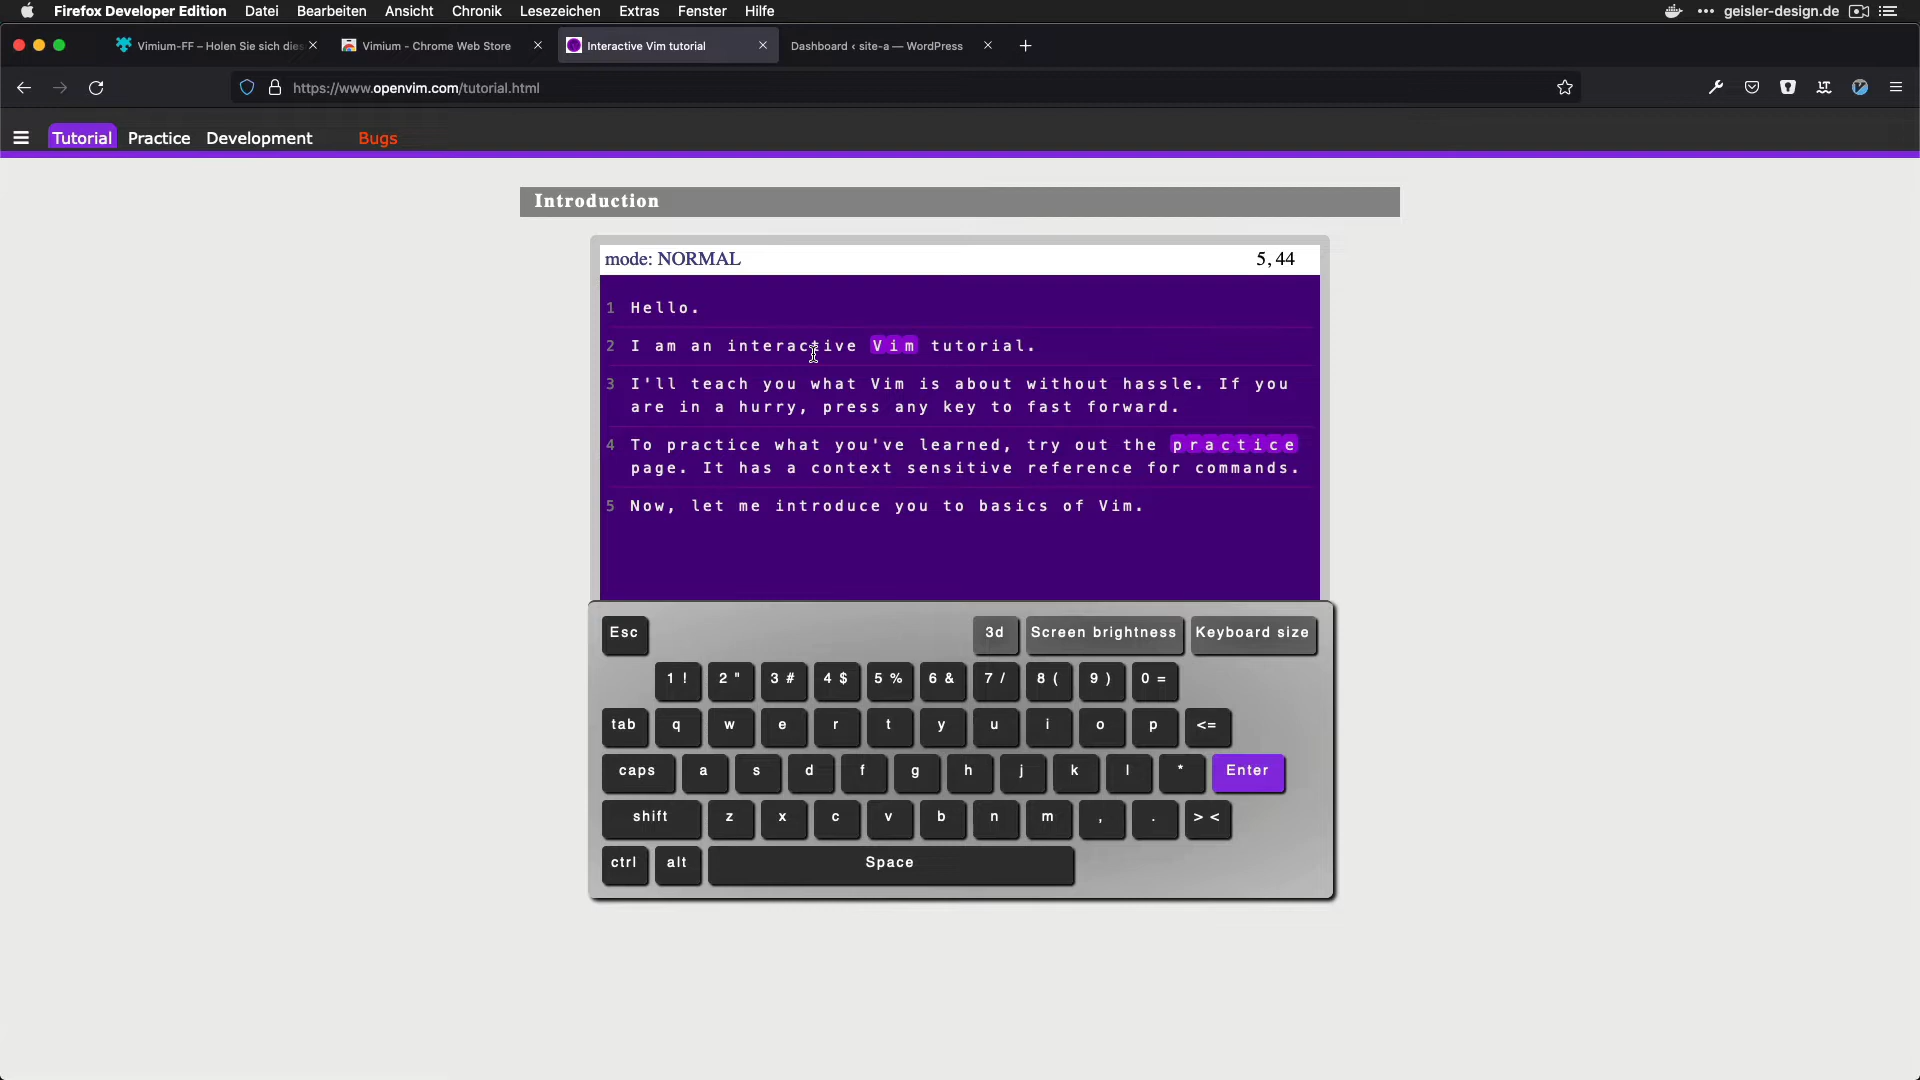 Firefox Developer Edition Datei Bearbeiten Ansicht Chronik Lesezeichen Extras Fenster Hilfe geisler-design.de
Vimium-FF – Holen Sie sich dies Vimium - Chrome Web Store Interactive Vim tutorial Dashboard ‹ site-a — WordPress
https://www.openvim.com/tutorial.html
Tutorial Practice Development Bugs
Introduction
mode: NORMAL 5,44
1 Hello.
2 I am an interactive Vim tutorial.
3 I'll teach you what Vim is about without hassle. If you
are in a hurry, press any key to fast forward.
4 To practice what you've learned, try out the practice
page. It has a context sensitive reference for commands.
5 Now, let me introduce you to basics of Vim.
Esc 3d Screen brightness Keyboard size
1 ! 2 " 3 # 4 $ 5 % 6 & 7 / 8 ( 9 ) 0 =
tab q w e r t y u i o p <=
caps a s d f g h j k l * Enter
shift z x c v b n m , . > <
ctrl alt Space